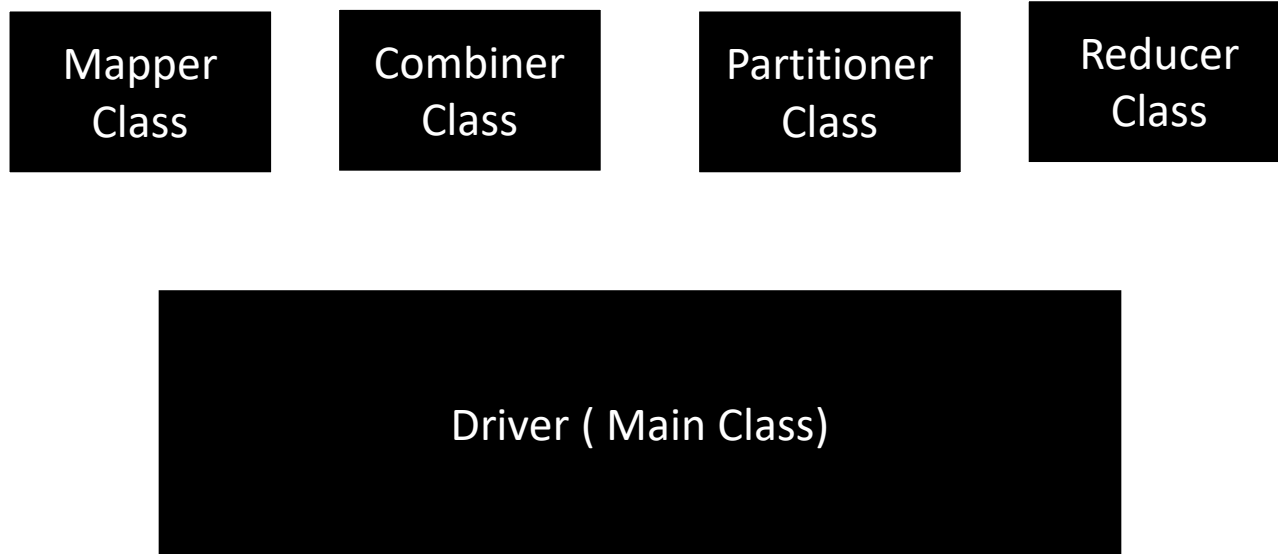 Mapper
Class
Combiner
Class
Partitioner
Class
Reducer
Class
Driver ( Main Class)